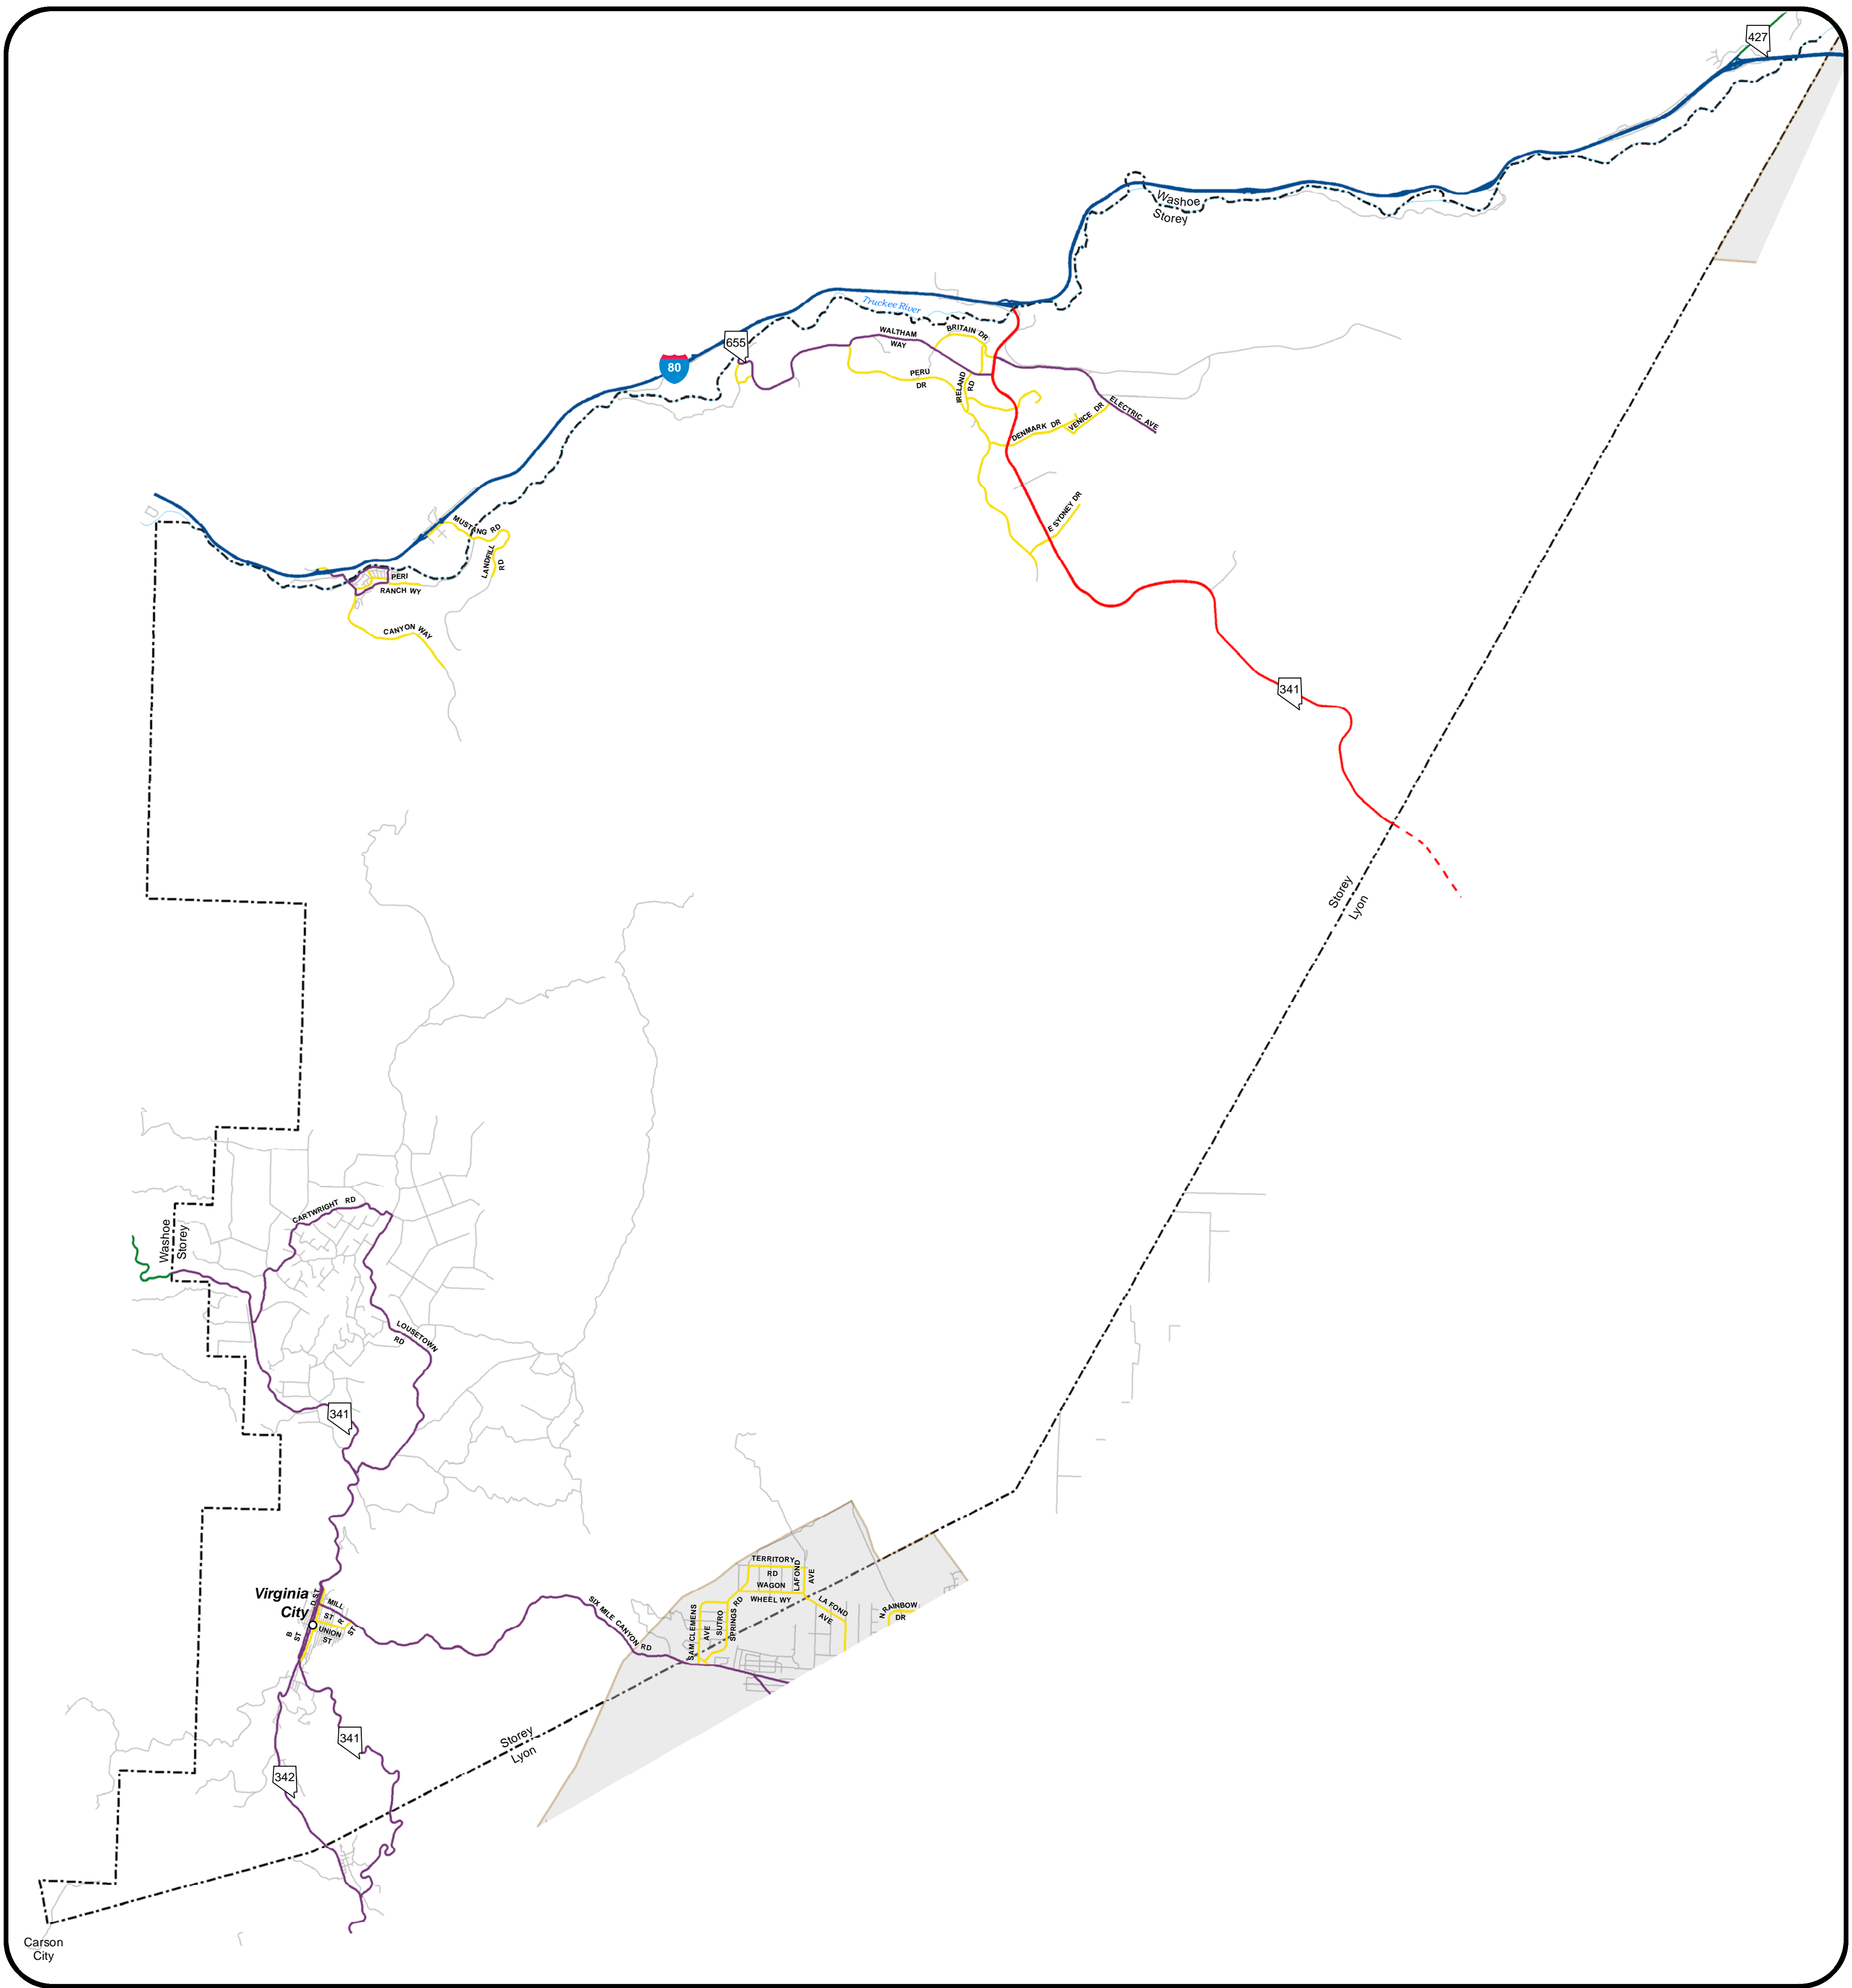 427
Washoe
Storey
Truckee River
655
80
WALTHAM
WAY
BRITAIN DR
PERU
DR
IRELAND
RD
ELECTRIC AVE
VENICE DR
DENMARK DR
E SYDNEY DR
MUSTANG RD
LANDFILL
RD
PERI
RANCH WY
CANYON WAY
341
Storey
Lyon
CARTWRIGHT RD
Washoe
Storey
LOUSETOWN
RD
341
TERRITORY
RD
WAGON
WHEEL WY
LAFOND
AVE
LA FOND
AVE
N RAINBOW
DR
SAM CLEMENS
AVE
SUTRO
SPRINGS RD
SIX MILE CANYON RD
Virginia
City
D ST
MILL
ST
R
ST
UNION
ST
B
ST
341
342
Storey
Lyon
Carson
City